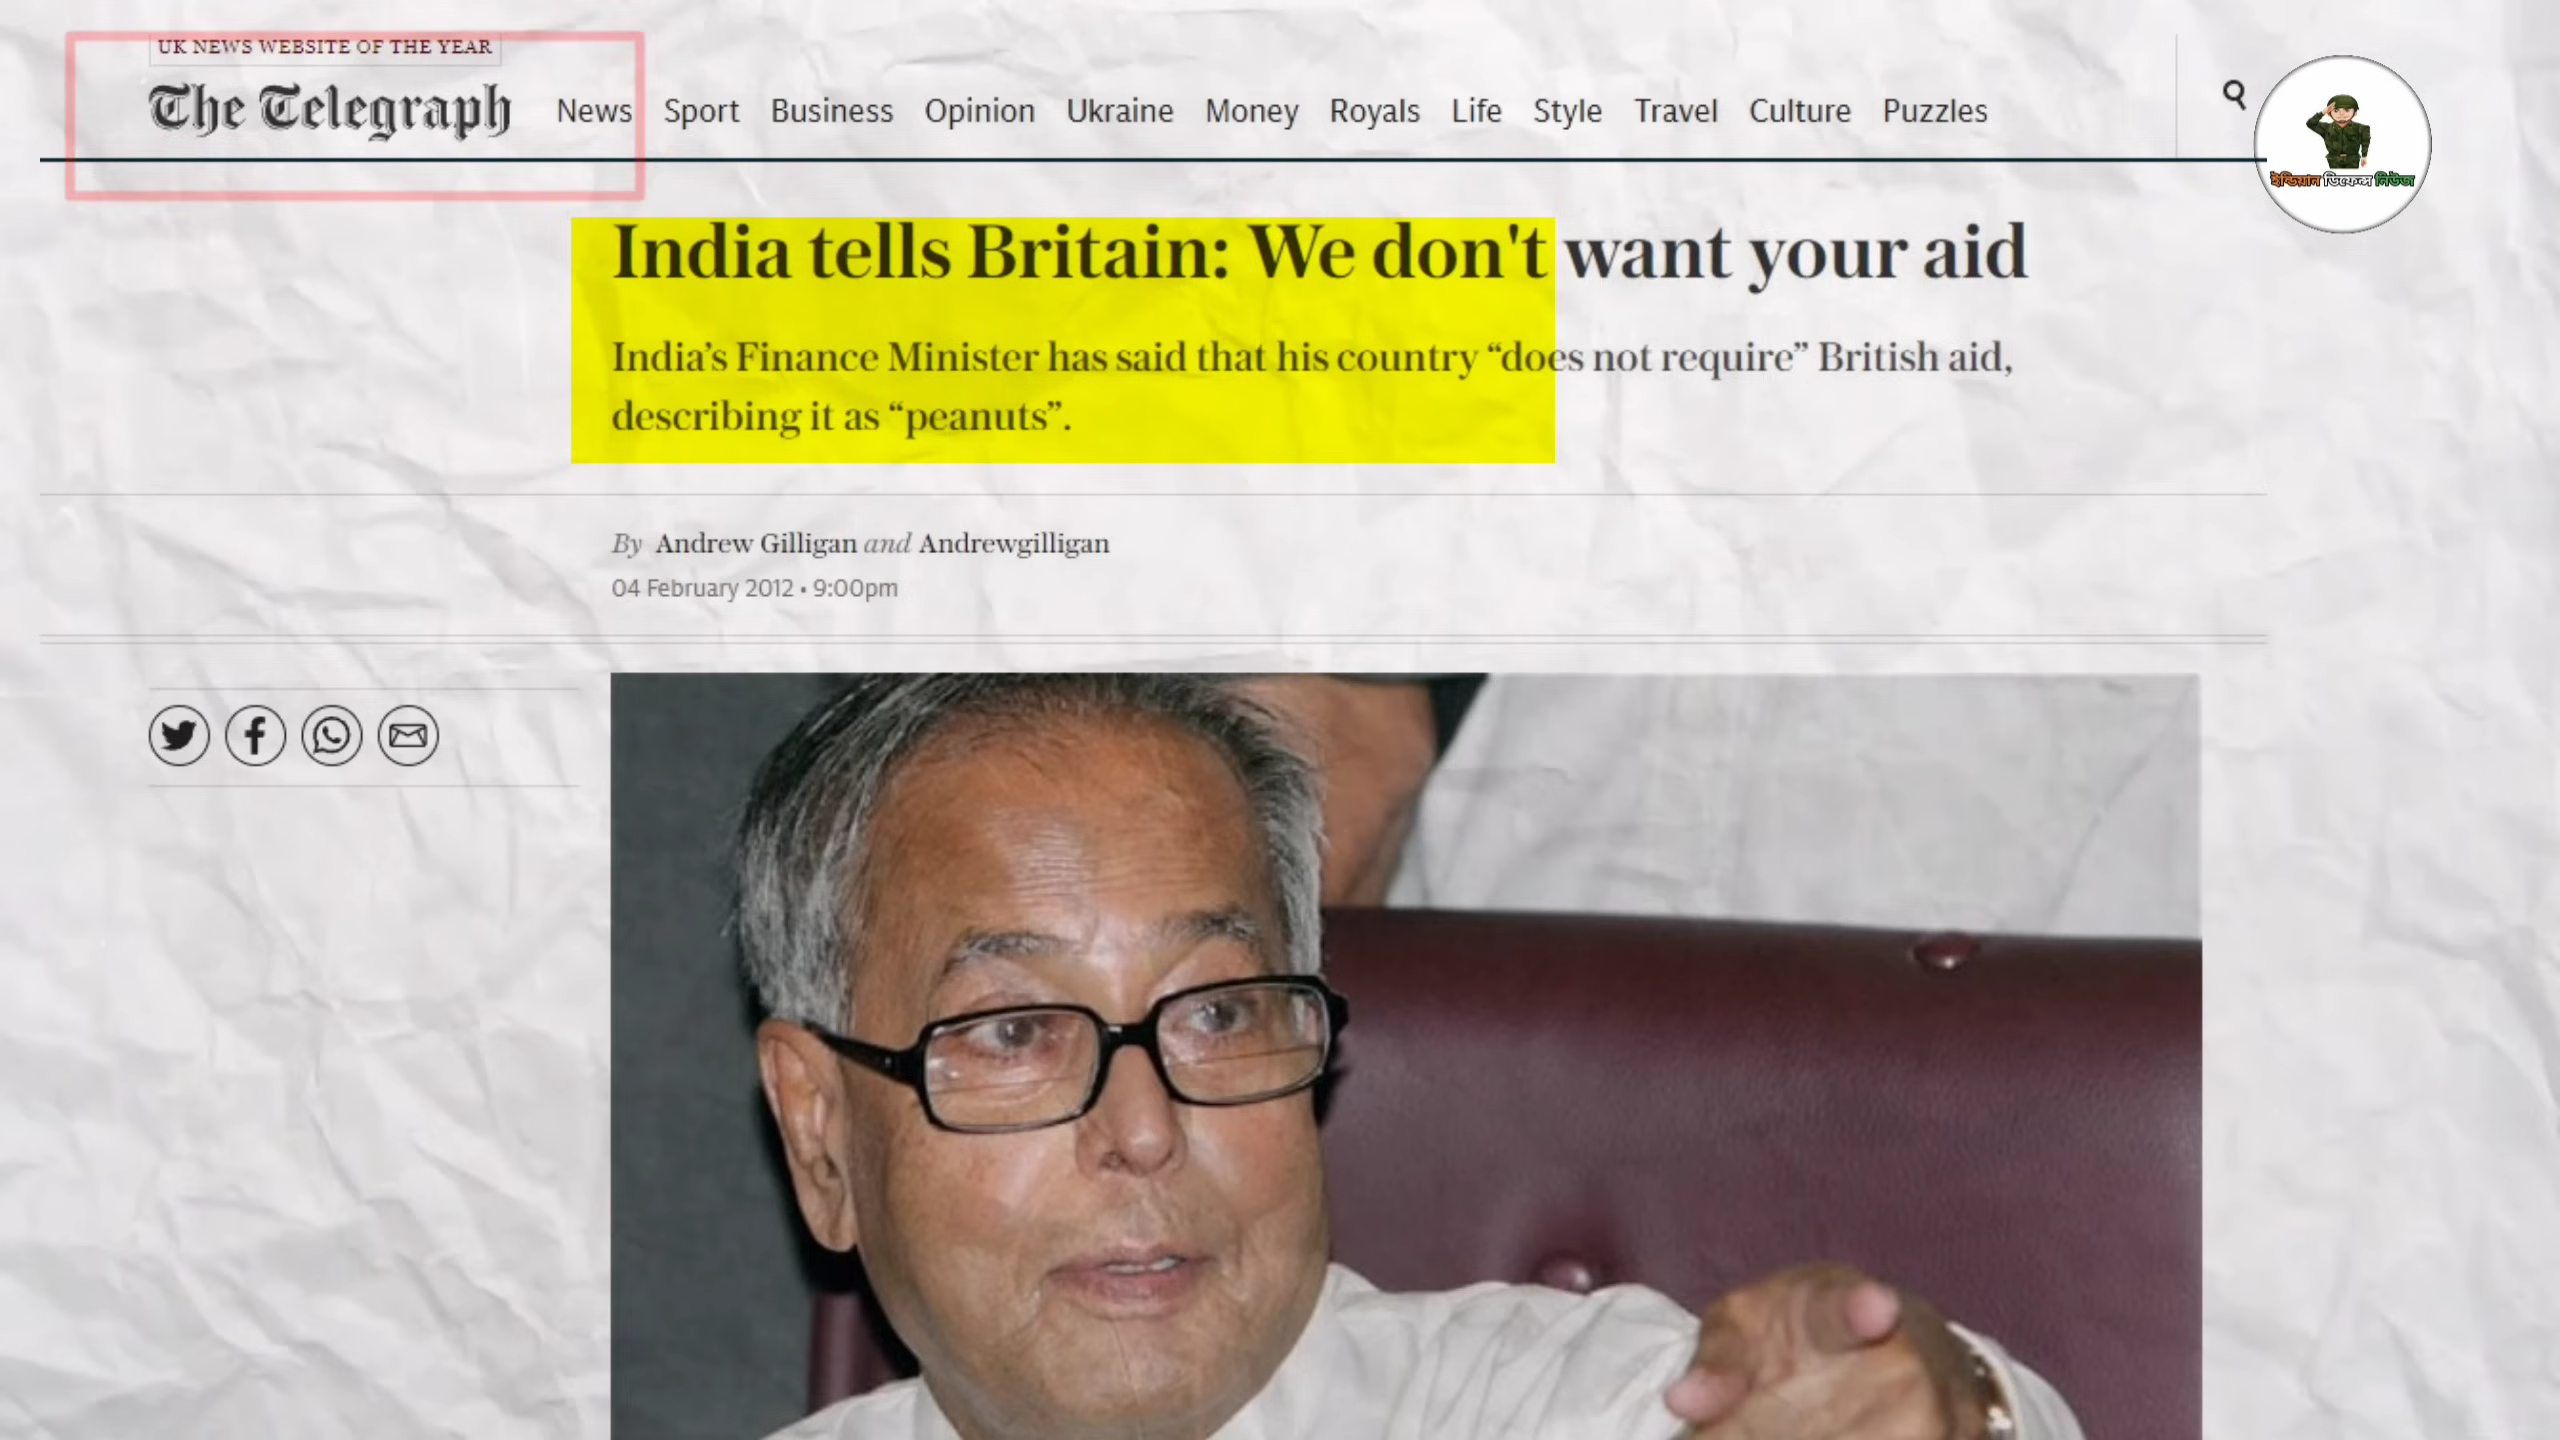 UK NEWS WEBSITE OF THE YEAR
The Telegraph
News Sport Business Opinion Ukraine Money Royals Life Style Travel Culture Puzzles
ইন্ডিয়ান ডিফেন্স নিউজ
India tells Britain: We don't want your aid
India’s Finance Minister has said that his country “does not require” British aid,
describing it as “peanuts”.
By Andrew Gilligan and Andrewgilligan
04 February 2012 • 9:00pm